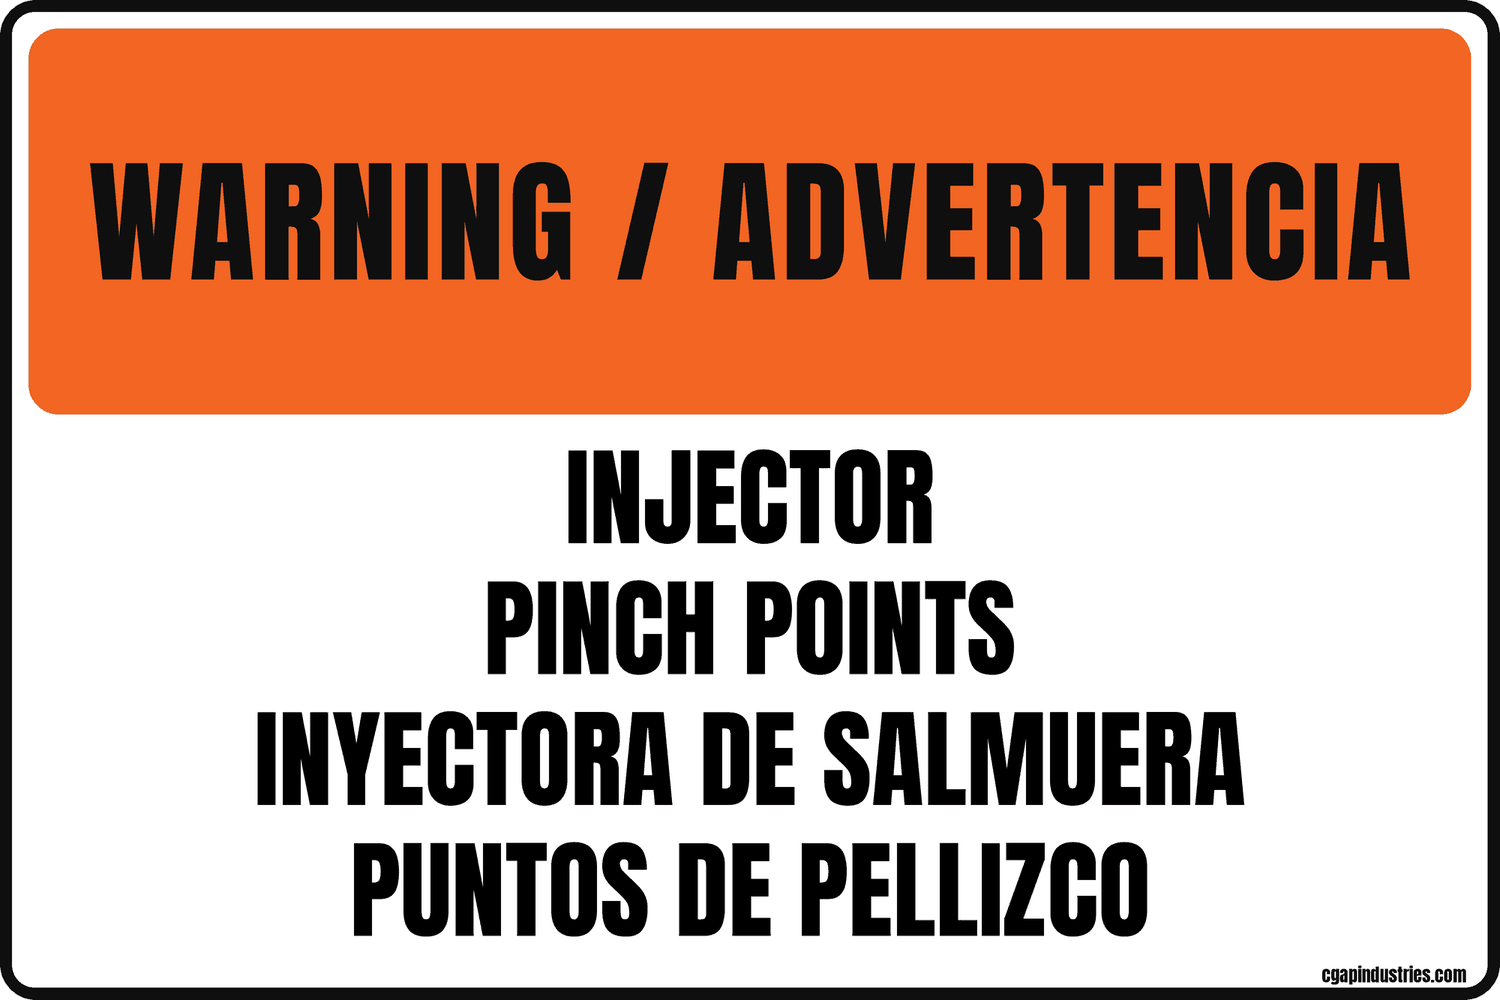 WARNING / ADVERTENCIA
INJECTOR
PINCH POINTS
INYECTORA DE SALMUERA
PUNTOS DE PELLIZCO
cgapindustries.com